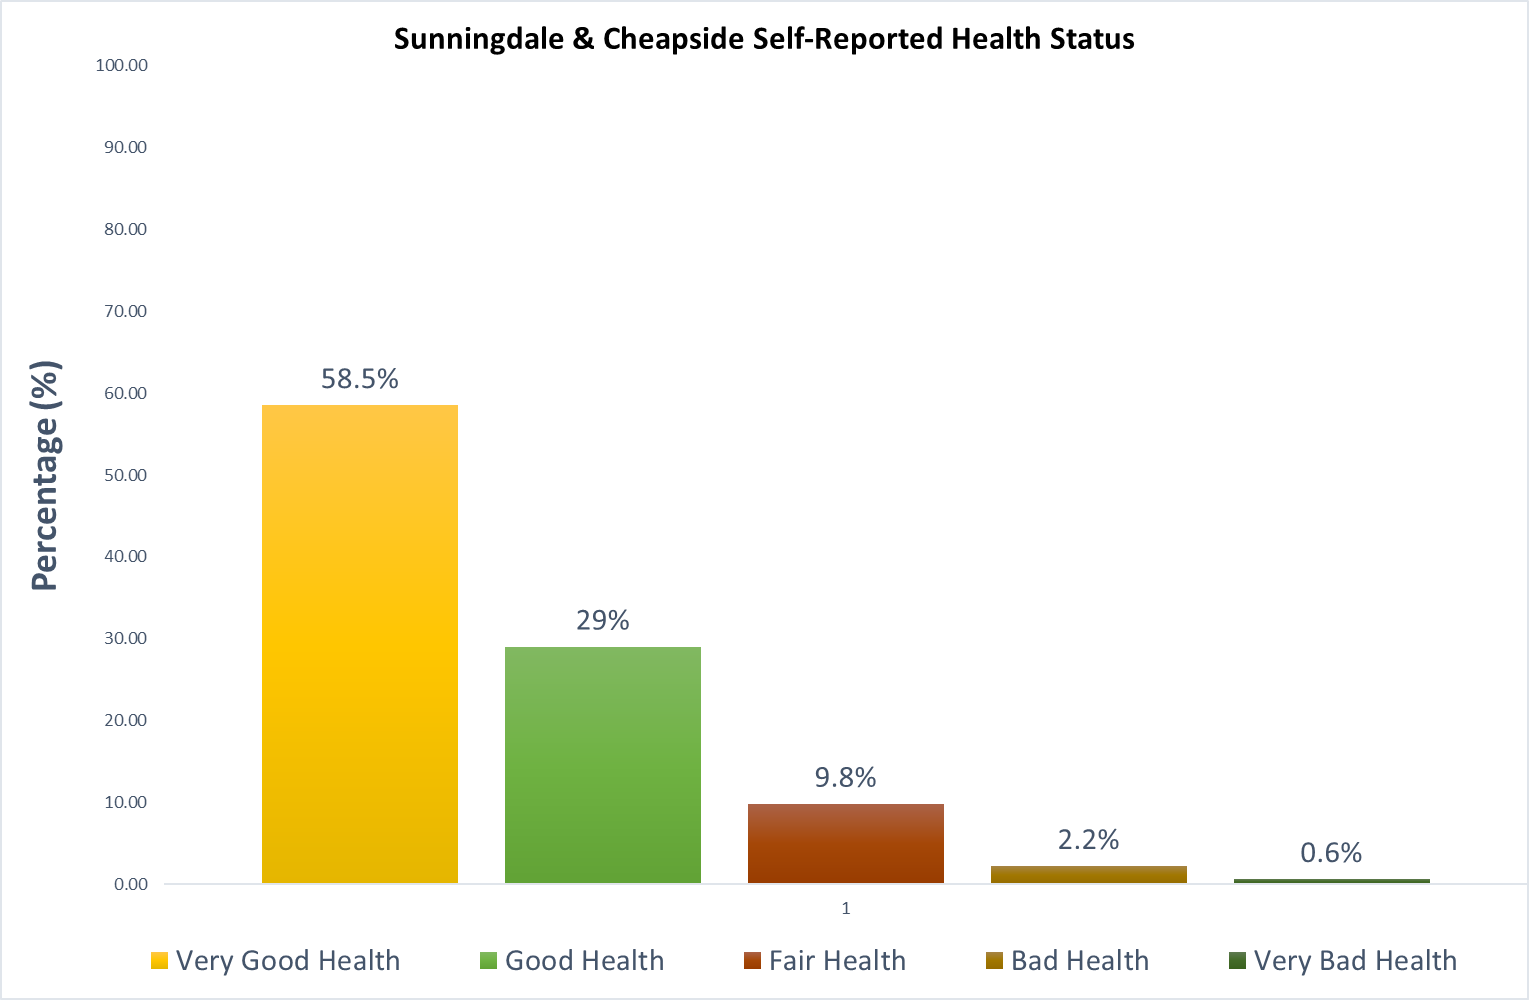 Sunningdale & Cheapside Self-Reported Health Status
100.00
90.00
80.00
70.00
60.00
50.00
40.00
30.00
20.00
10.00
0.00
Percentage (%)
58.5%
29%
9.8%
2.2%
0.6%
1
Very Good Health
Good Health
Fair Health
Bad Health
Very Bad Health